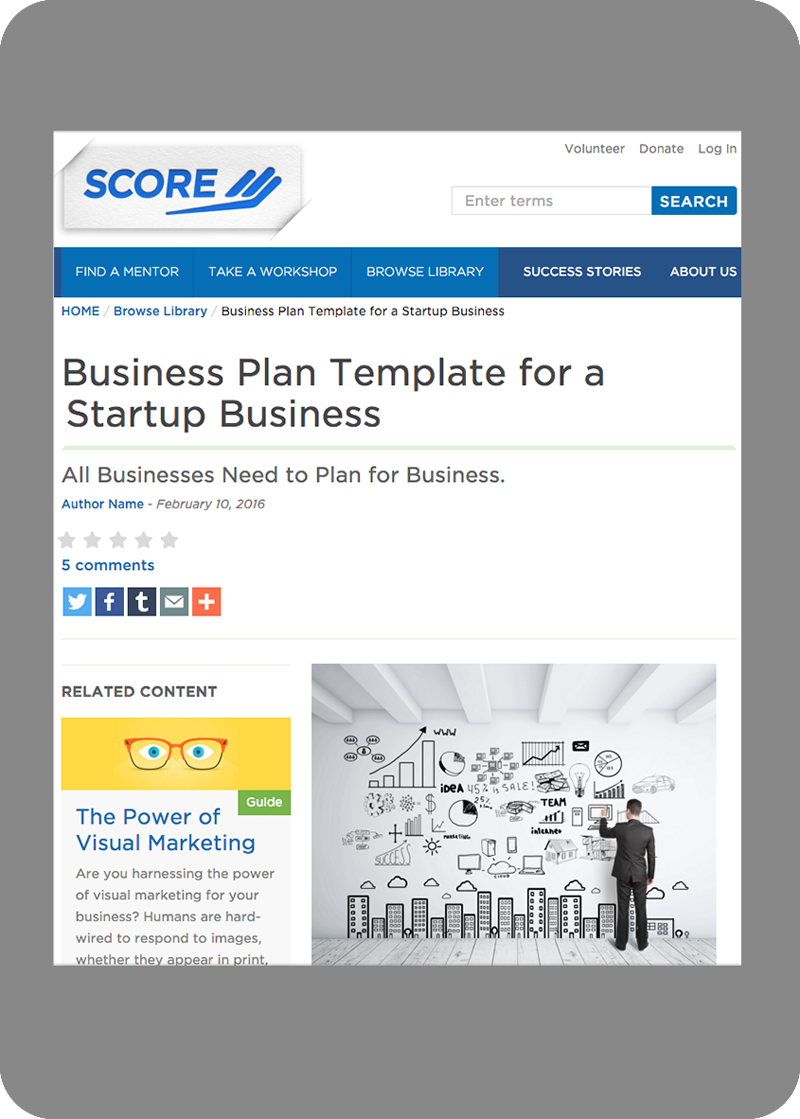 SCORE
Volunteer Donate Log In
Enter terms SEARCH
FIND A MENTOR TAKE A WORKSHOP BROWSE LIBRARY SUCCESS STORIES ABOUT US
HOME / Browse Library / Business Plan Template for a Startup Business
Business Plan Template for a
Startup Business
All Businesses Need to Plan for Business.
Author Name - February 10, 2016
5 comments
RELATED CONTENT
Guide
The Power of
Visual Marketing
Are you harnessing the power
of visual marketing for your
business? Humans are hard-
wired to respond to images,
whether they appear in print,
WWW
IDEA 45% is SALE!
25%
TEAM
internet
marketing
CLOUD